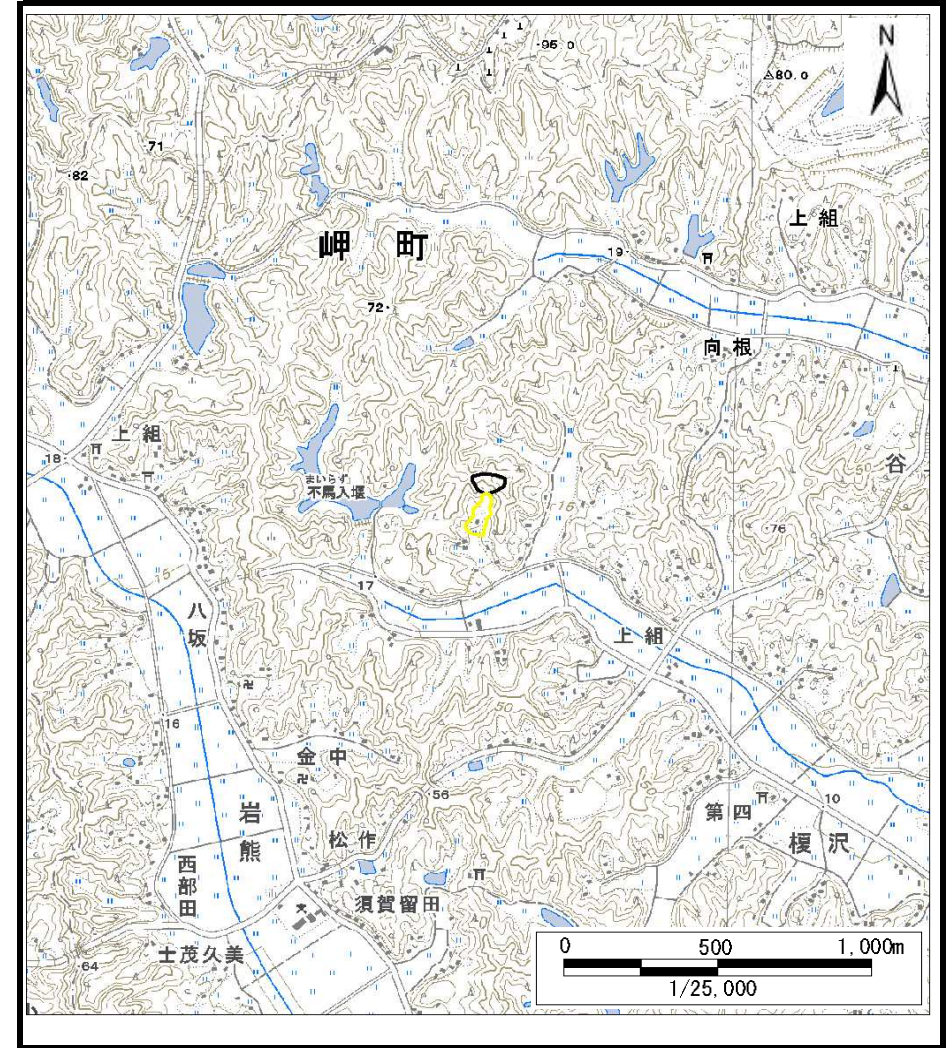 95.0
N
80.0
71
82
上組
岬町
19
72
向根
上組
18
谷
まいらず
不馬入堰
76
17
八坂
上組
16
金中
56
10
岩熊
松作
第四
榎沢
西部田
須賀留田
士茂久美
64
0 500 1,000m
1/25,000